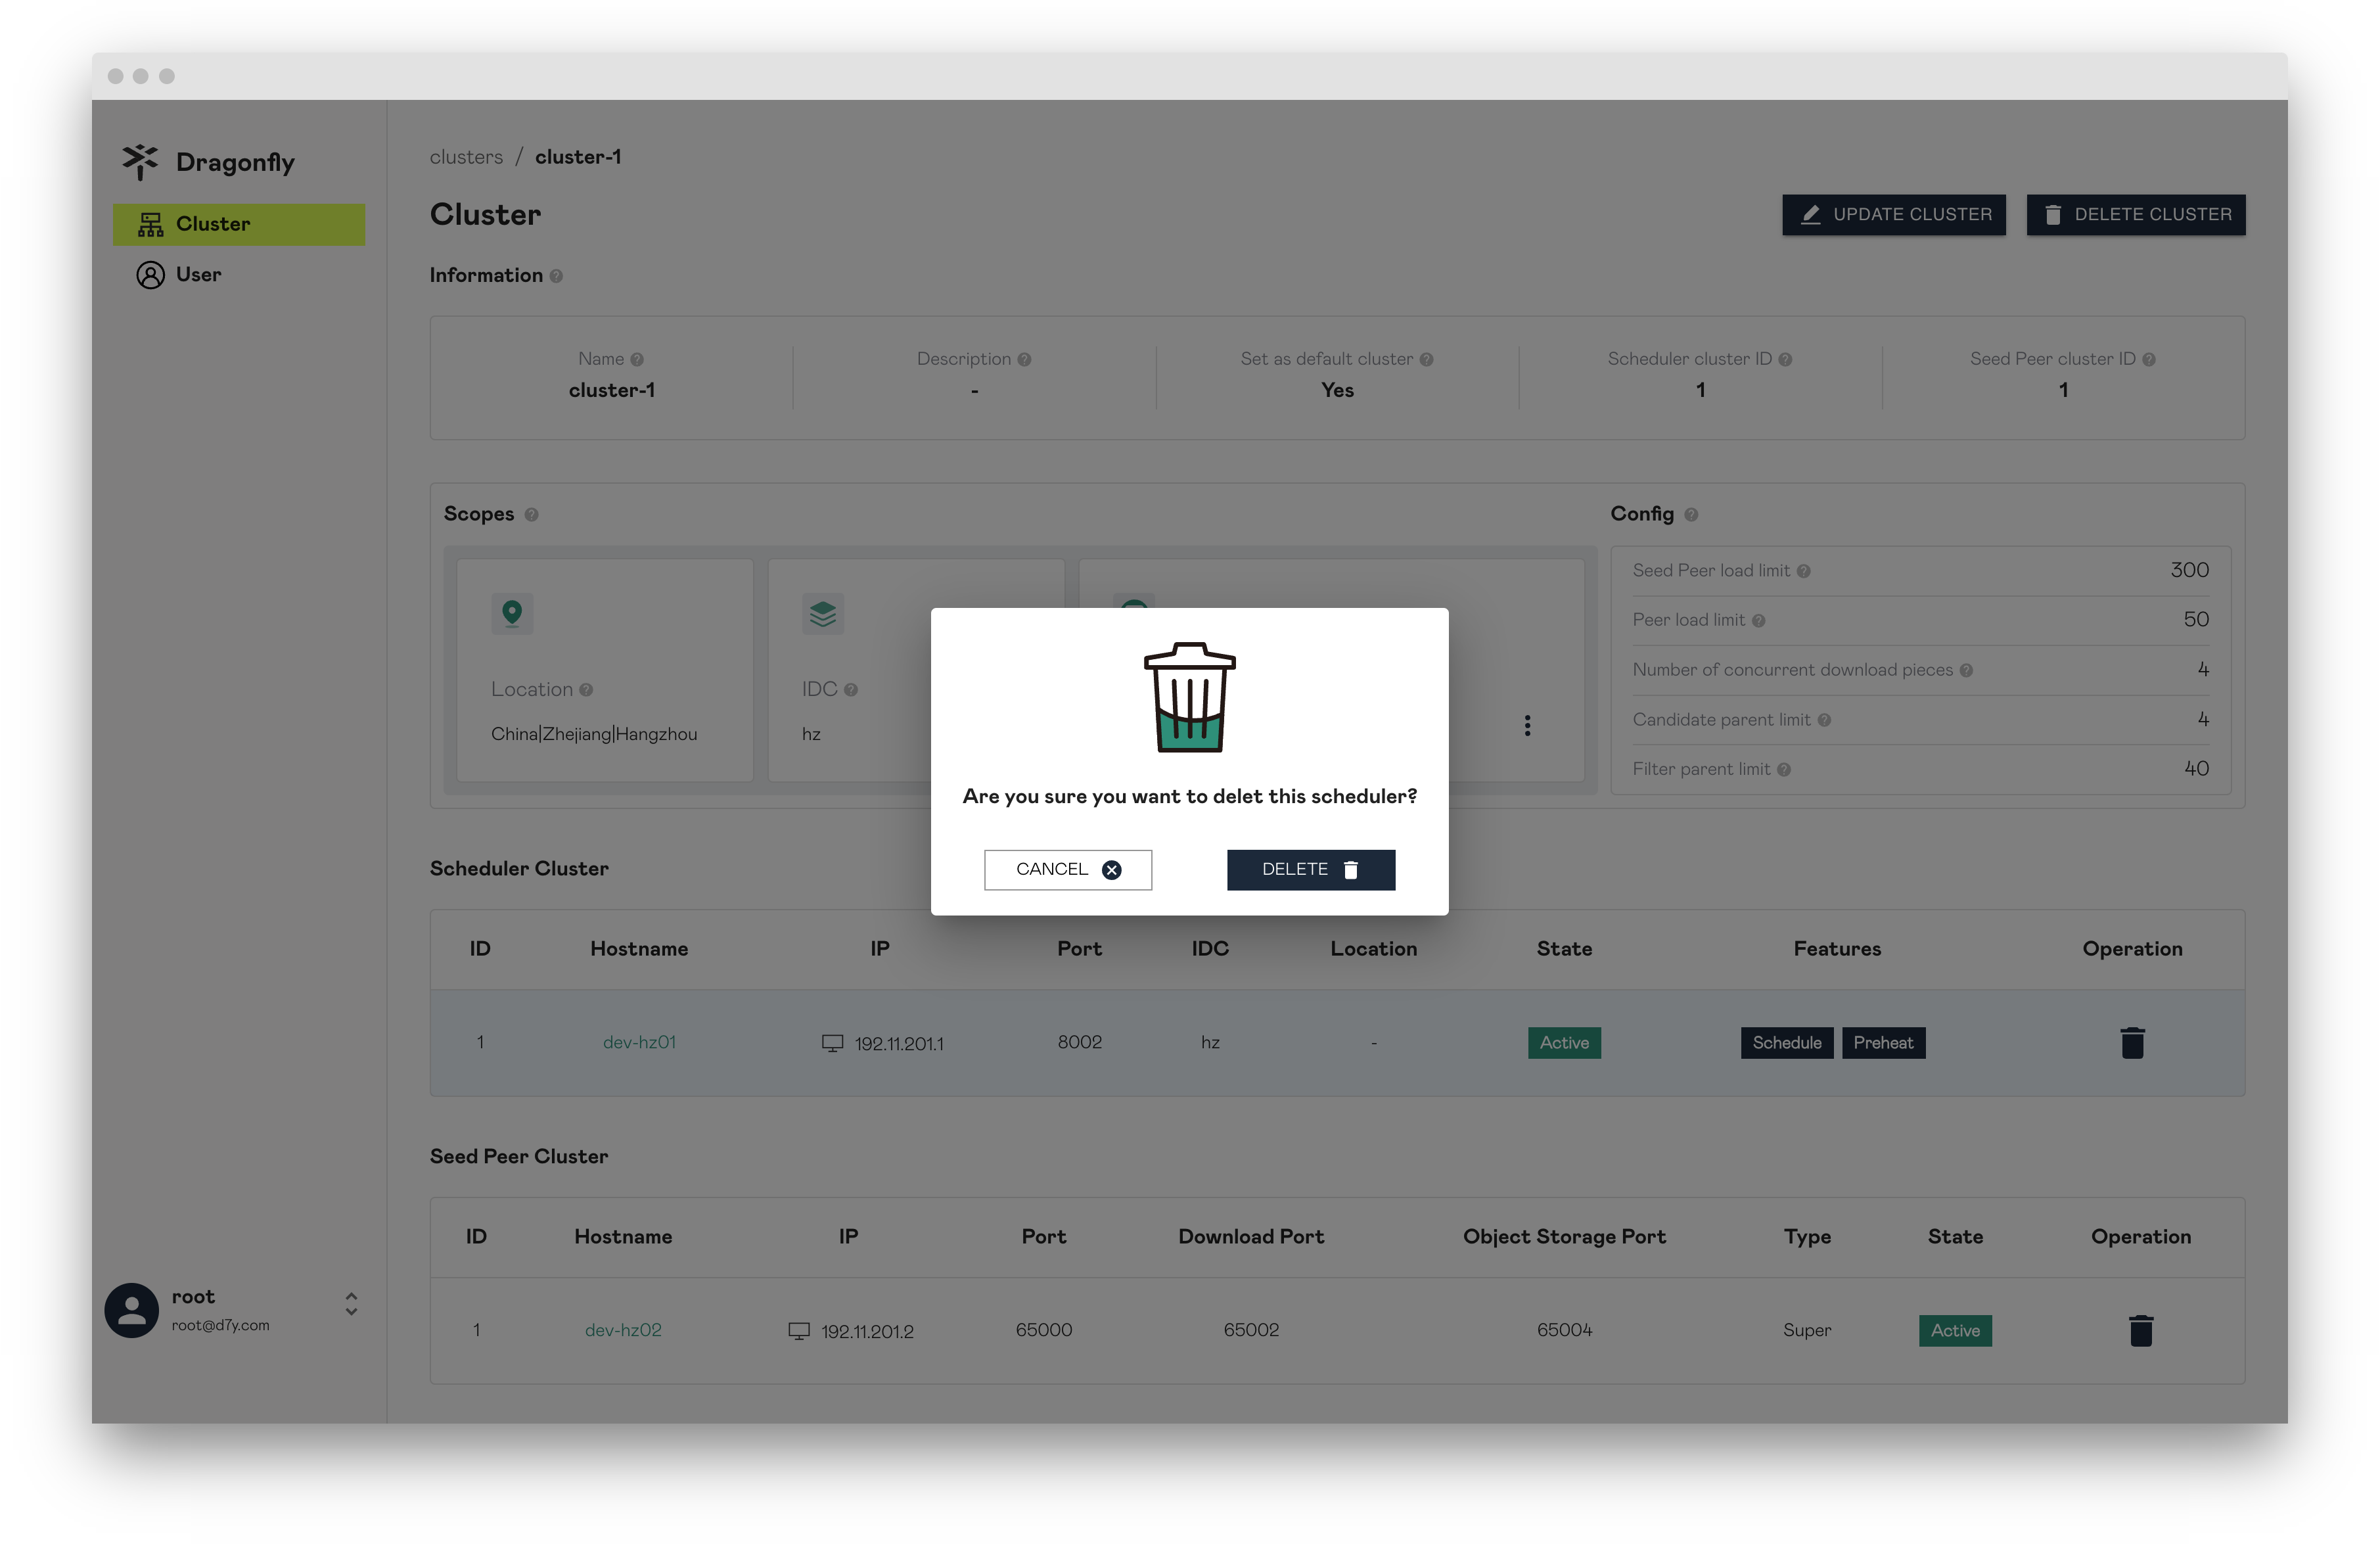 Dragonfly
Cluster
User
clusters / cluster-1
Cluster
UPDATE CLUSTER
DELETE CLUSTER
Information
Name
cluster-1
Description
-
Set as default cluster
Yes
Scheduler cluster ID
1
Seed Peer cluster ID
1
Scopes
Location
China|Zhejiang|Hangzhou
IDC
hz
Config
Seed Peer load limit 300
Peer load limit 50
Number of concurrent download pieces 4
Candidate parent limit 4
Filter parent limit 40
Are you sure you want to delet this scheduler?
CANCEL DELETE
Scheduler Cluster
ID Hostname IP Port IDC Location State Features Operation
1 dev-hz01 192.11.201.1 8002 hz - Active Schedule Preheat
Seed Peer Cluster
ID Hostname IP Port Download Port Object Storage Port Type State Operation
1 dev-hz02 192.11.201.2 65000 65002 65004 Super Active
root
root@d7y.com